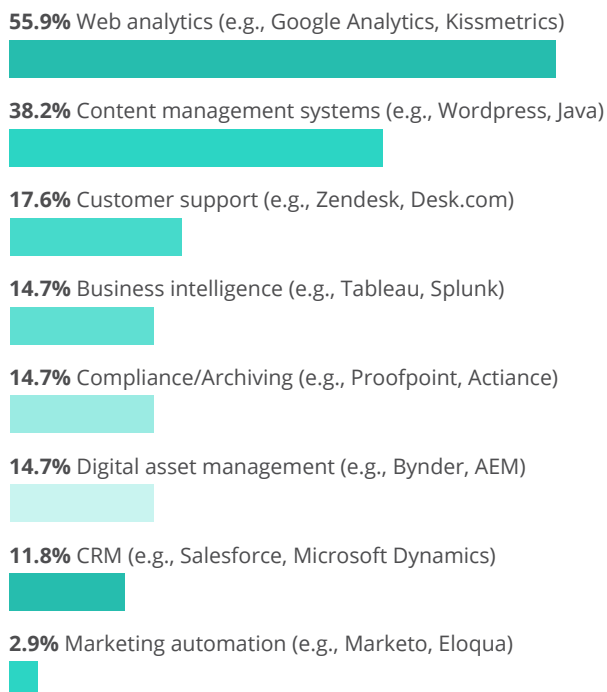 55.9% Web analytics (e.g., Google Analytics, Kissmetrics)
38.2% Content management systems (e.g., Wordpress, Java)
17.6% Customer support (e.g., Zendesk, Desk.com)
14.7% Business intelligence (e.g., Tableau, Splunk)
14.7% Compliance/Archiving (e.g., Proofpoint, Actiance)
14.7% Digital asset management (e.g., Bynder, AEM)
11.8% CRM (e.g., Salesforce, Microsoft Dynamics)
2.9% Marketing automation (e.g., Marketo, Eloqua)